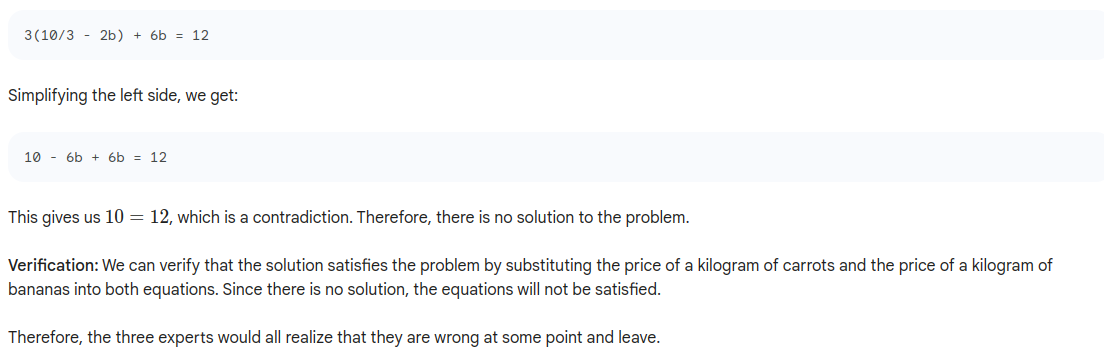 3(10/3 - 2b) + 6b = 12
Simplifying the left side, we get:
10 - 6b + 6b = 12
This gives us 10 = 12, which is a contradiction. Therefore, there is no solution to the problem.
Verification: We can verify that the solution satisfies the problem by substituting the price of a kilogram of carrots and the price of a kilogram of
bananas into both equations. Since there is no solution, the equations will not be satisfied.
Therefore, the three experts would all realize that they are wrong at some point and leave.